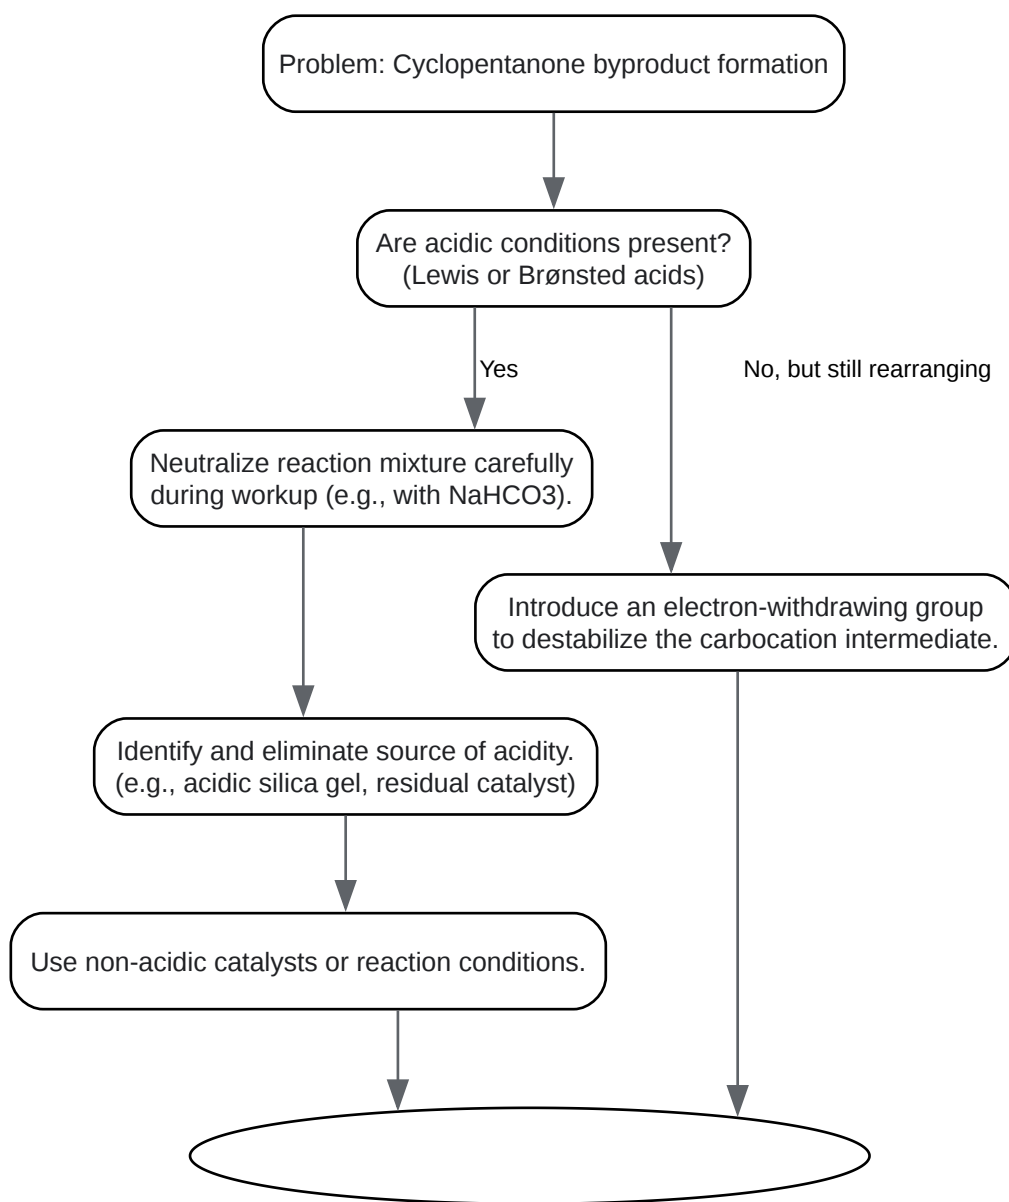 Problem: Cyclopentanone byproduct formation
Are acidic conditions present?
(Lewis or Brønsted acids)
Yes
No, but still rearranging
Neutralize reaction mixture carefully
during workup (e.g., with NaHCO3).
Introduce an electron-withdrawing group
to destabilize the carbocation intermediate.
Identify and eliminate source of acidity.
(e.g., acidic silica gel, residual catalyst)
Use non-acidic catalysts or reaction conditions.